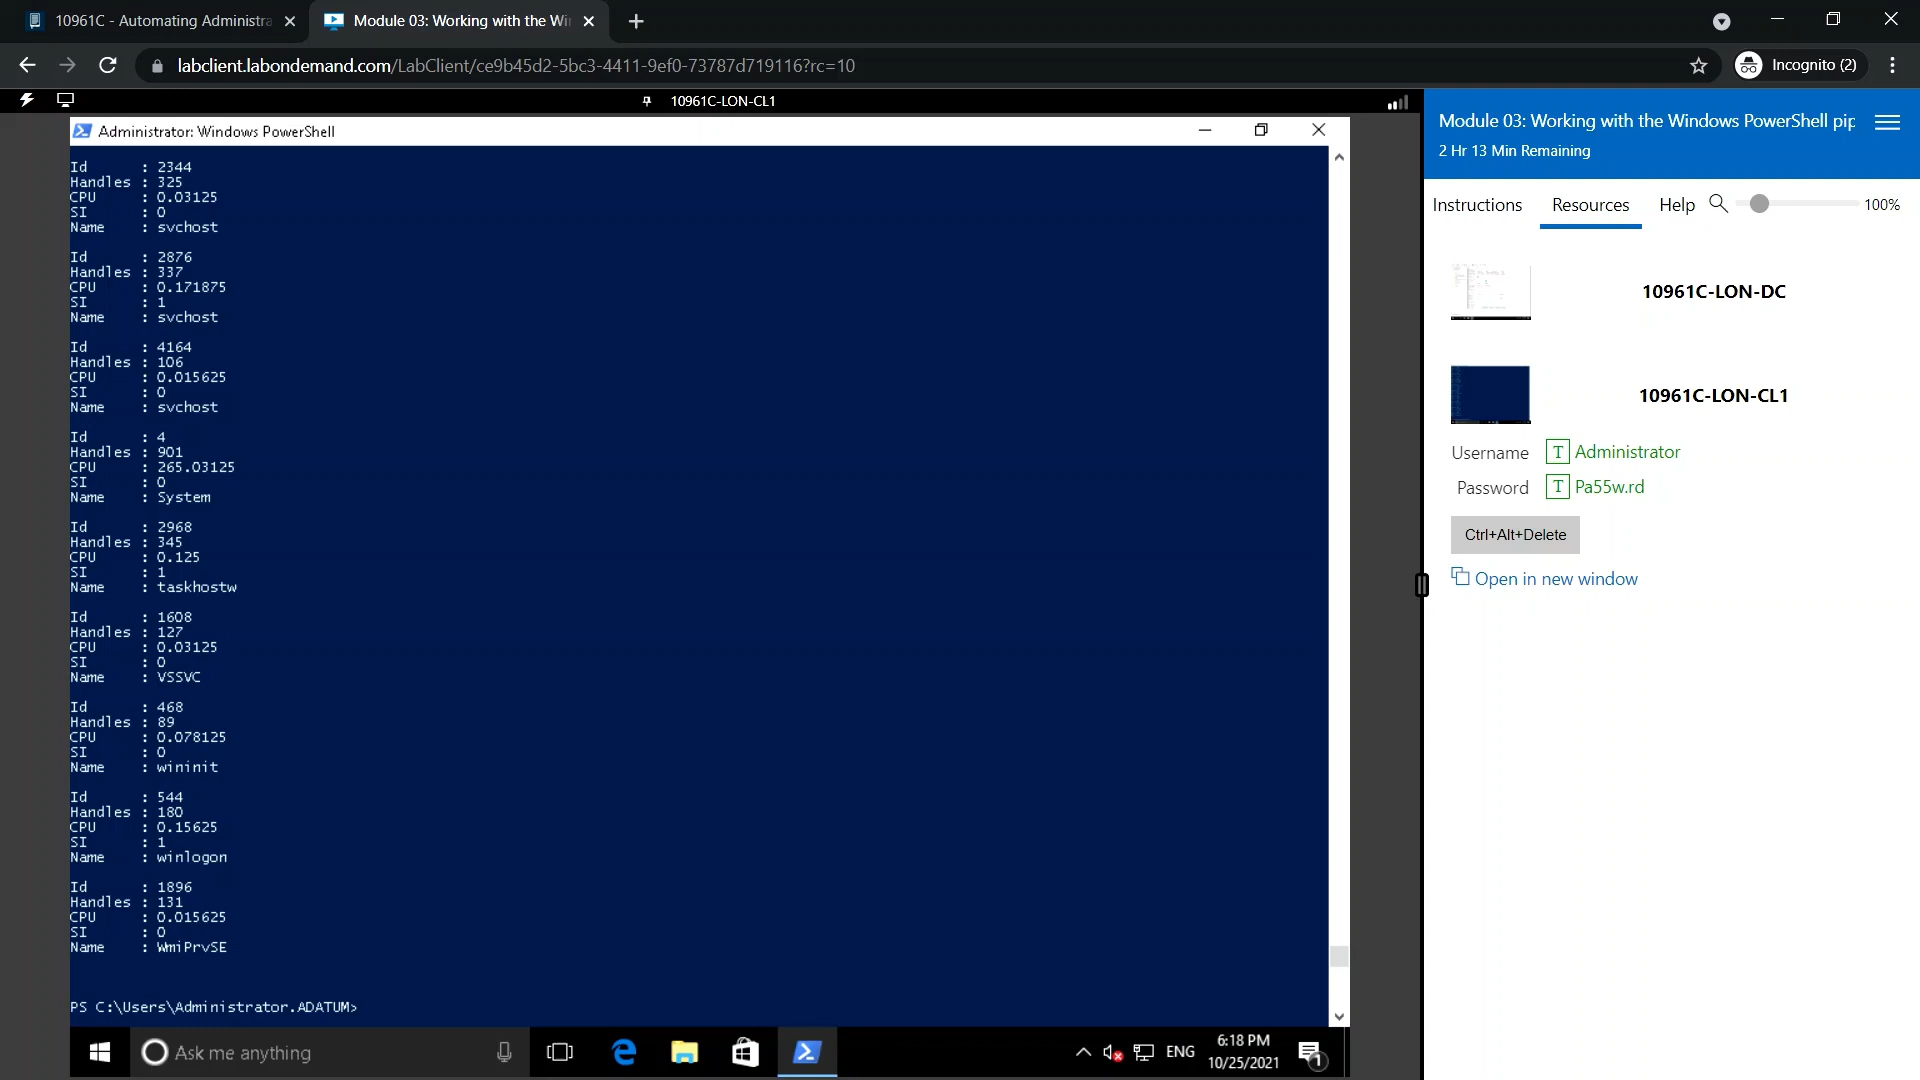 10961C - Automating Administra
Module 03: Working with the Wi
labclient.labondemand.com/LabClient/ce9b45d2-5bc3-4411-9ef0-73787d719116?rc=10
Incognito (2)
10961C-LON-CL1
Administrator: Windows PowerShell
Id : 2344
Handles : 325
CPU : 0.03125
SI : 0
Name : svchost
Id : 2876
Handles : 337
CPU : 0.171875
SI : 1
Name : svchost
Id : 4164
Handles : 106
CPU : 0.015625
SI : 0
Name : svchost
Id : 4
Handles : 901
CPU : 265.03125
SI : 0
Name : System
Id : 2968
Handles : 345
CPU : 0.125
SI : 1
Name : taskhostw
Id : 1608
Handles : 127
CPU : 0.03125
SI : 0
Name : VSSVC
Id : 468
Handles : 89
CPU : 0.078125
SI : 0
Name : wininit
Id : 544
Handles : 180
CPU : 0.15625
SI : 1
Name : winlogon
Id : 1896
Handles : 131
CPU : 0.015625
SI : 0
Name : WmiPrvSE
PS C:\Users\Administrator.ADATUM>
Ask me anything
ENG
6:18 PM
10/25/2021
1
Module 03: Working with the Windows PowerShell pip
2 Hr 13 Min Remaining
Instructions Resources Help 100%
10961C-LON-DC
10961C-LON-CL1
Username T Administrator
Password T Pa55w.rd
Ctrl+Alt+Delete
Open in new window